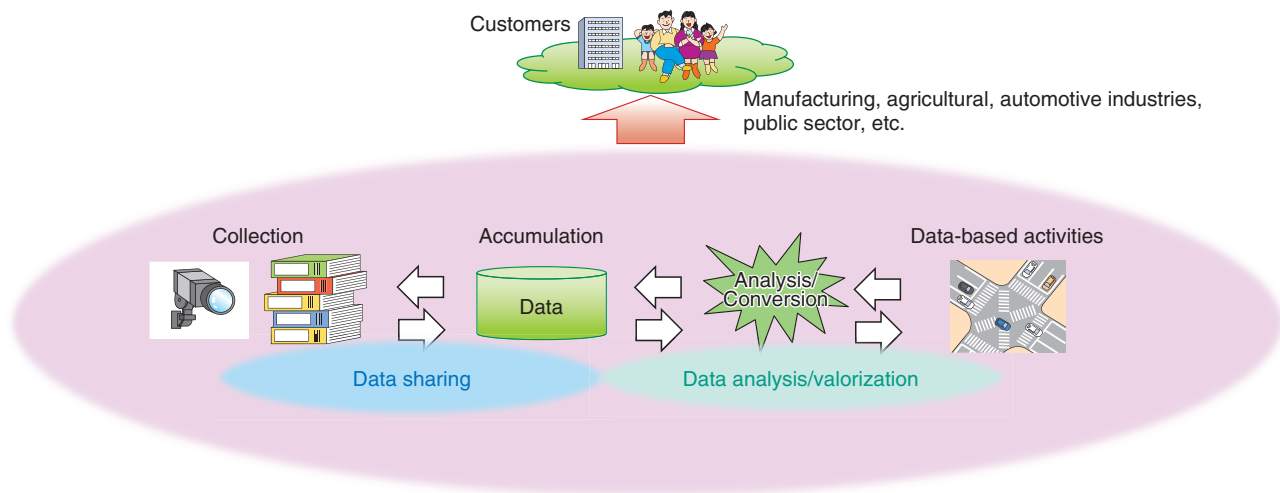 Customers
Manufacturing, agricultural, automotive industries,
public sector, etc.
Collection
Accumulation
Data-based activities
Data
Analysis/
Conversion
Data sharing
Data analysis/valorization